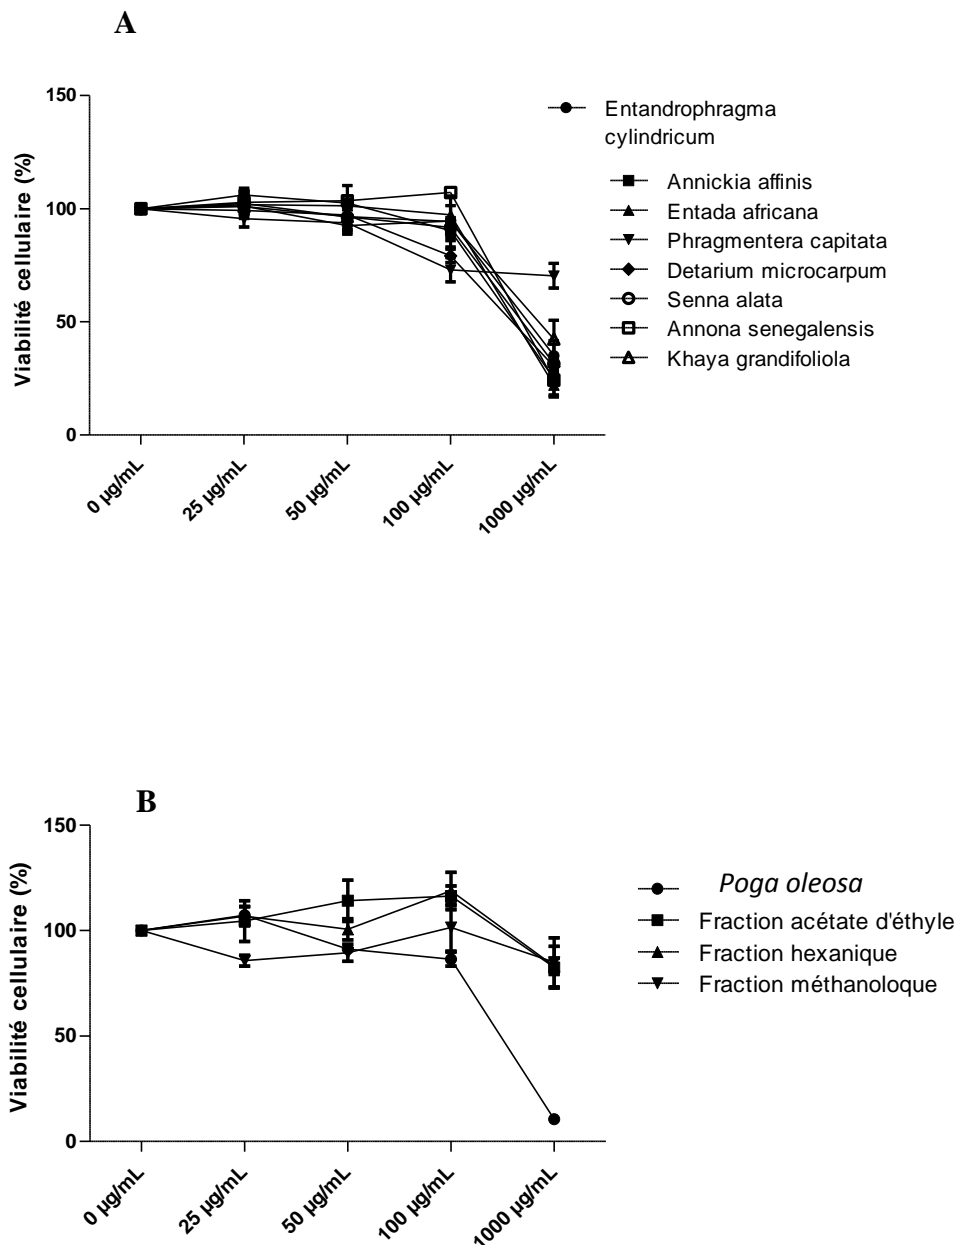 A
Viabilité cellulaire (%)
150
100
50
0
0 µg/mL
25 µg/mL
50 µg/mL
100 µg/mL
1000 µg/mL
Entandrophragma
cylindricum
Annickia affinis
Entada africana
Phragmentera capitata
Detarium microcarpum
Senna alata
Annona senegalensis
Khaya grandifoliola
B
Viabilité cellulaire (%)
150
100
50
0
0 µg/mL
25 µg/mL
50 µg/mL
100 µg/mL
1000 µg/mL
Poga oleosa
Fraction acétate d'éthyle
Fraction hexanique
Fraction méthanoloque